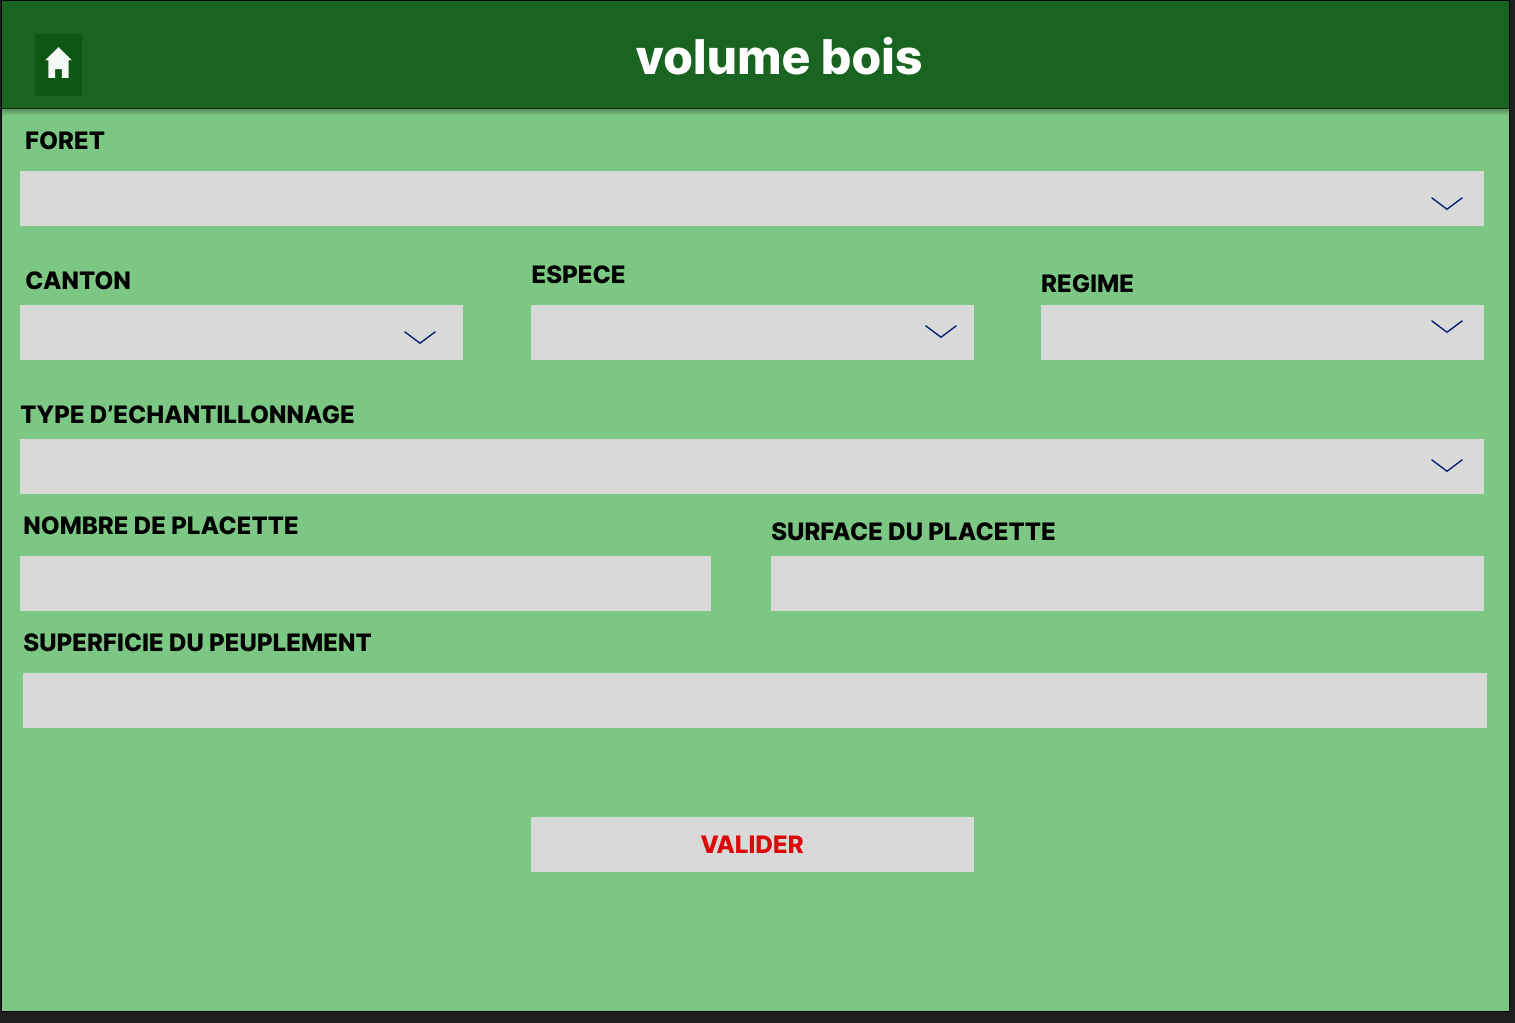 volume bois
FORET
CANTON
ESPECE
REGIME
TYPE D’ECHANTILLONNAGE
NOMBRE DE PLACETTE
SURFACE DU PLACETTE
SUPERFICIE DU PEUPLEMENT
VALIDER